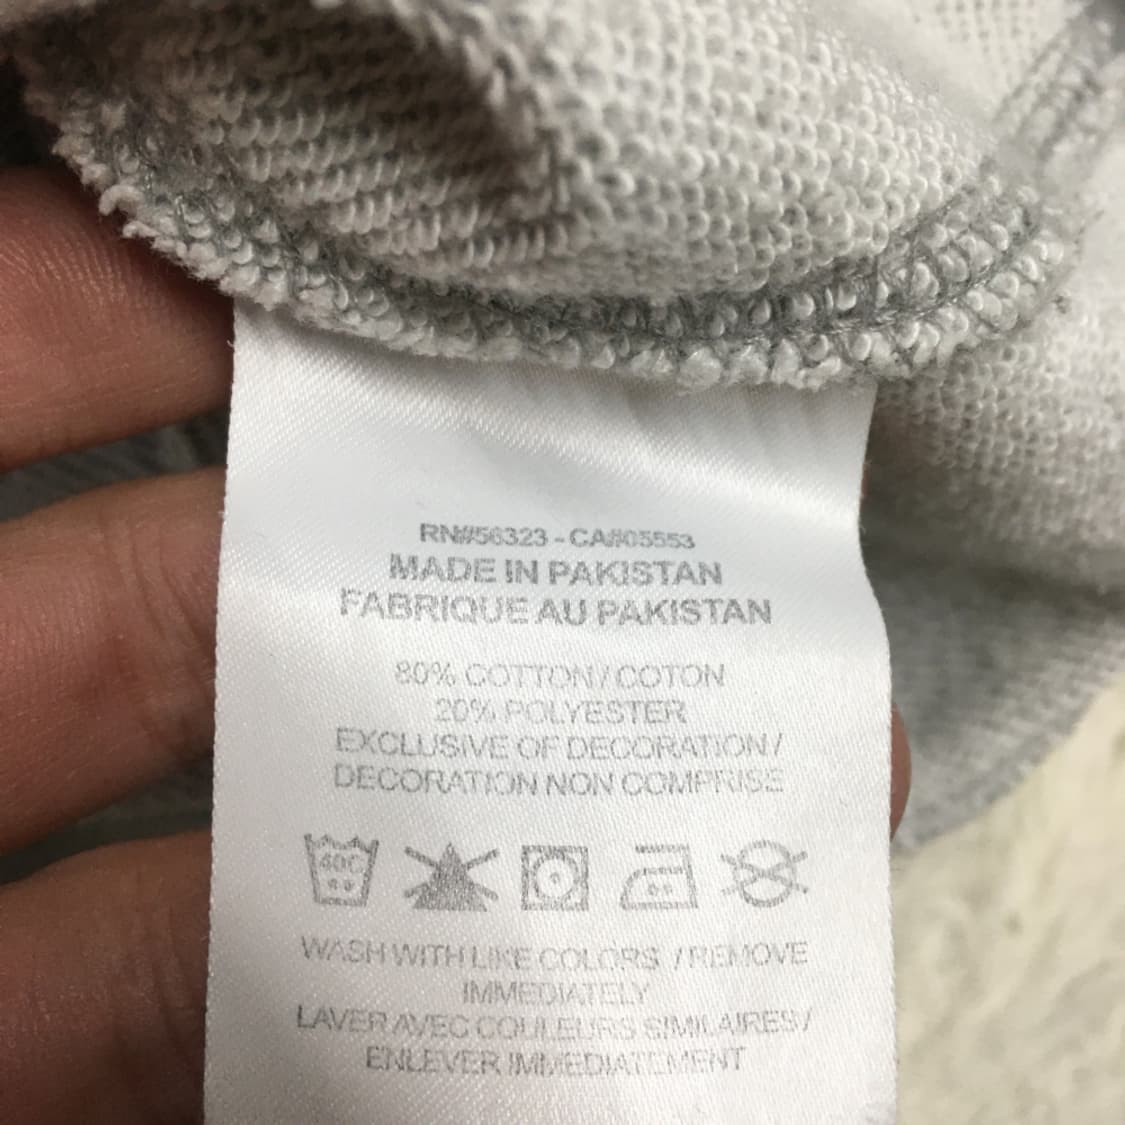 RN#56323 - CA#05553
MADE IN PAKISTAN
FABRIQUE AU PAKISTAN
80% COTTON / COTON
20% POLYESTER
EXCLUSIVE OF DECORATION /
DECORATION NON COMPRISE
40C
WASH WITH LIKE COLORS / REMOVE
IMMEDIATELY
LAVER AVEC COULEURS SIMILAIRES /
ENLEVER IMMEDIATEMENT